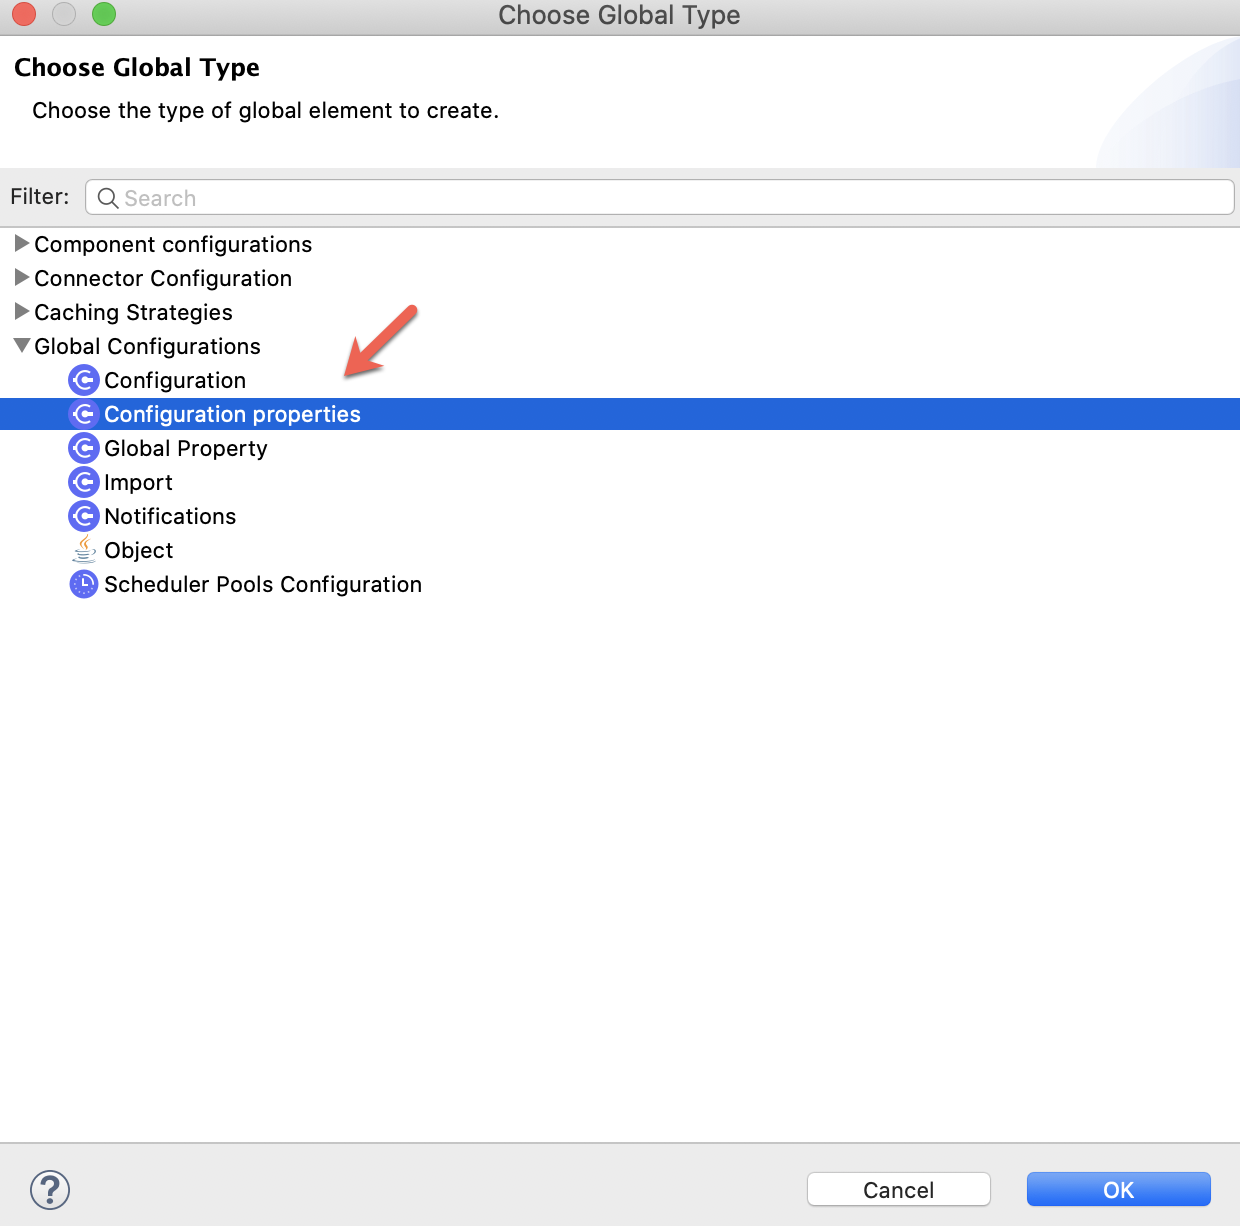 Choose Global Type
Choose Global Type
Choose the type of global element to create.
Filter: Search
Component configurations
Connector Configuration
Caching Strategies
Global Configurations
Configuration
Configuration properties
Global Property
Import
Notifications
Object
Scheduler Pools Configuration
? Cancel OK